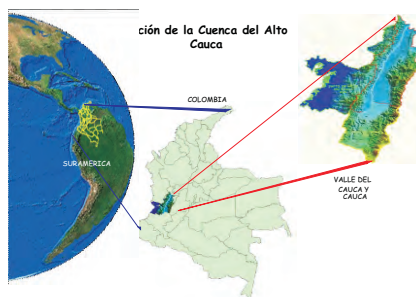 ción de la Cuenca del Alto
Cauca
COLOMBIA
SURAMERICA
VALLE DEL
CAUCA Y
CAUCA